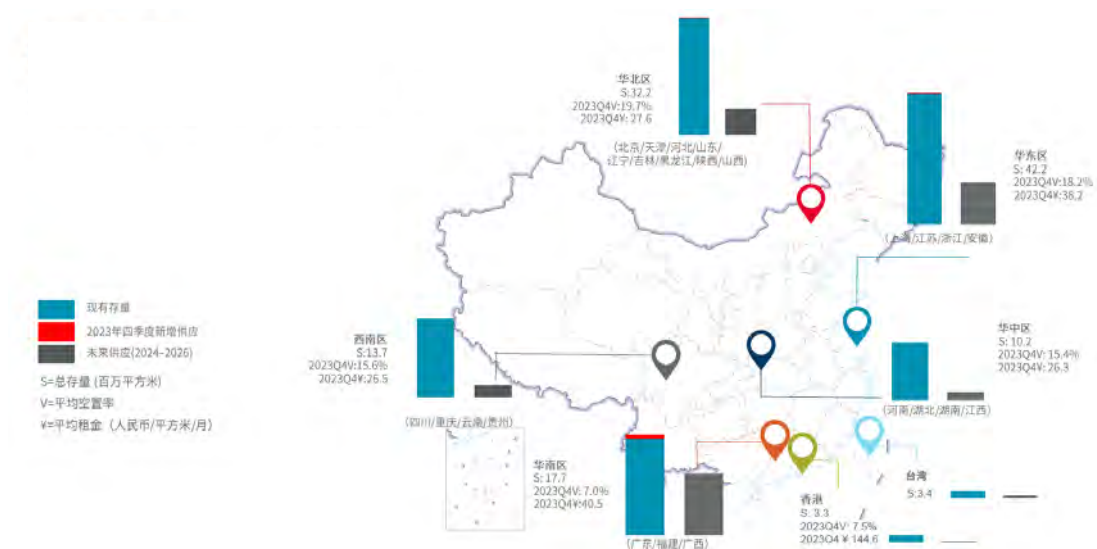 华北区
S:32.2
2023Q4V:19.7%
2023Q4¥: 27.6
(北京/天津/河北/山东/
辽宁/吉林/黑龙江/陕西/山西)
华东区
S: 42.2
2023Q4V:18.2%
2023Q4¥:38.2
(上海/江苏/浙江/安徽)
现有存量
2023年四季度新增供应
未来供应(2024-2026)
S=总存量 (百万平方米)
V=平均空置率
¥=平均租金（人民币/平方米/月）
西南区
S:13.7
2023Q4V:15.6%
2023Q4¥:26.5
(四川/重庆/云南/贵州)
华中区
S: 10.2
2023Q4V: 15.4%
2023Q4¥: 26.3
(河南/湖北/湖南/江西)
华南区
S: 17.7
2023Q4V: 7.0%
2023Q4¥:40.5
(广东/福建/广西)
台湾
S:3.4
香港
S: 3.3
2023Q4V: 7.5%
2023Q4 ¥ 144.6